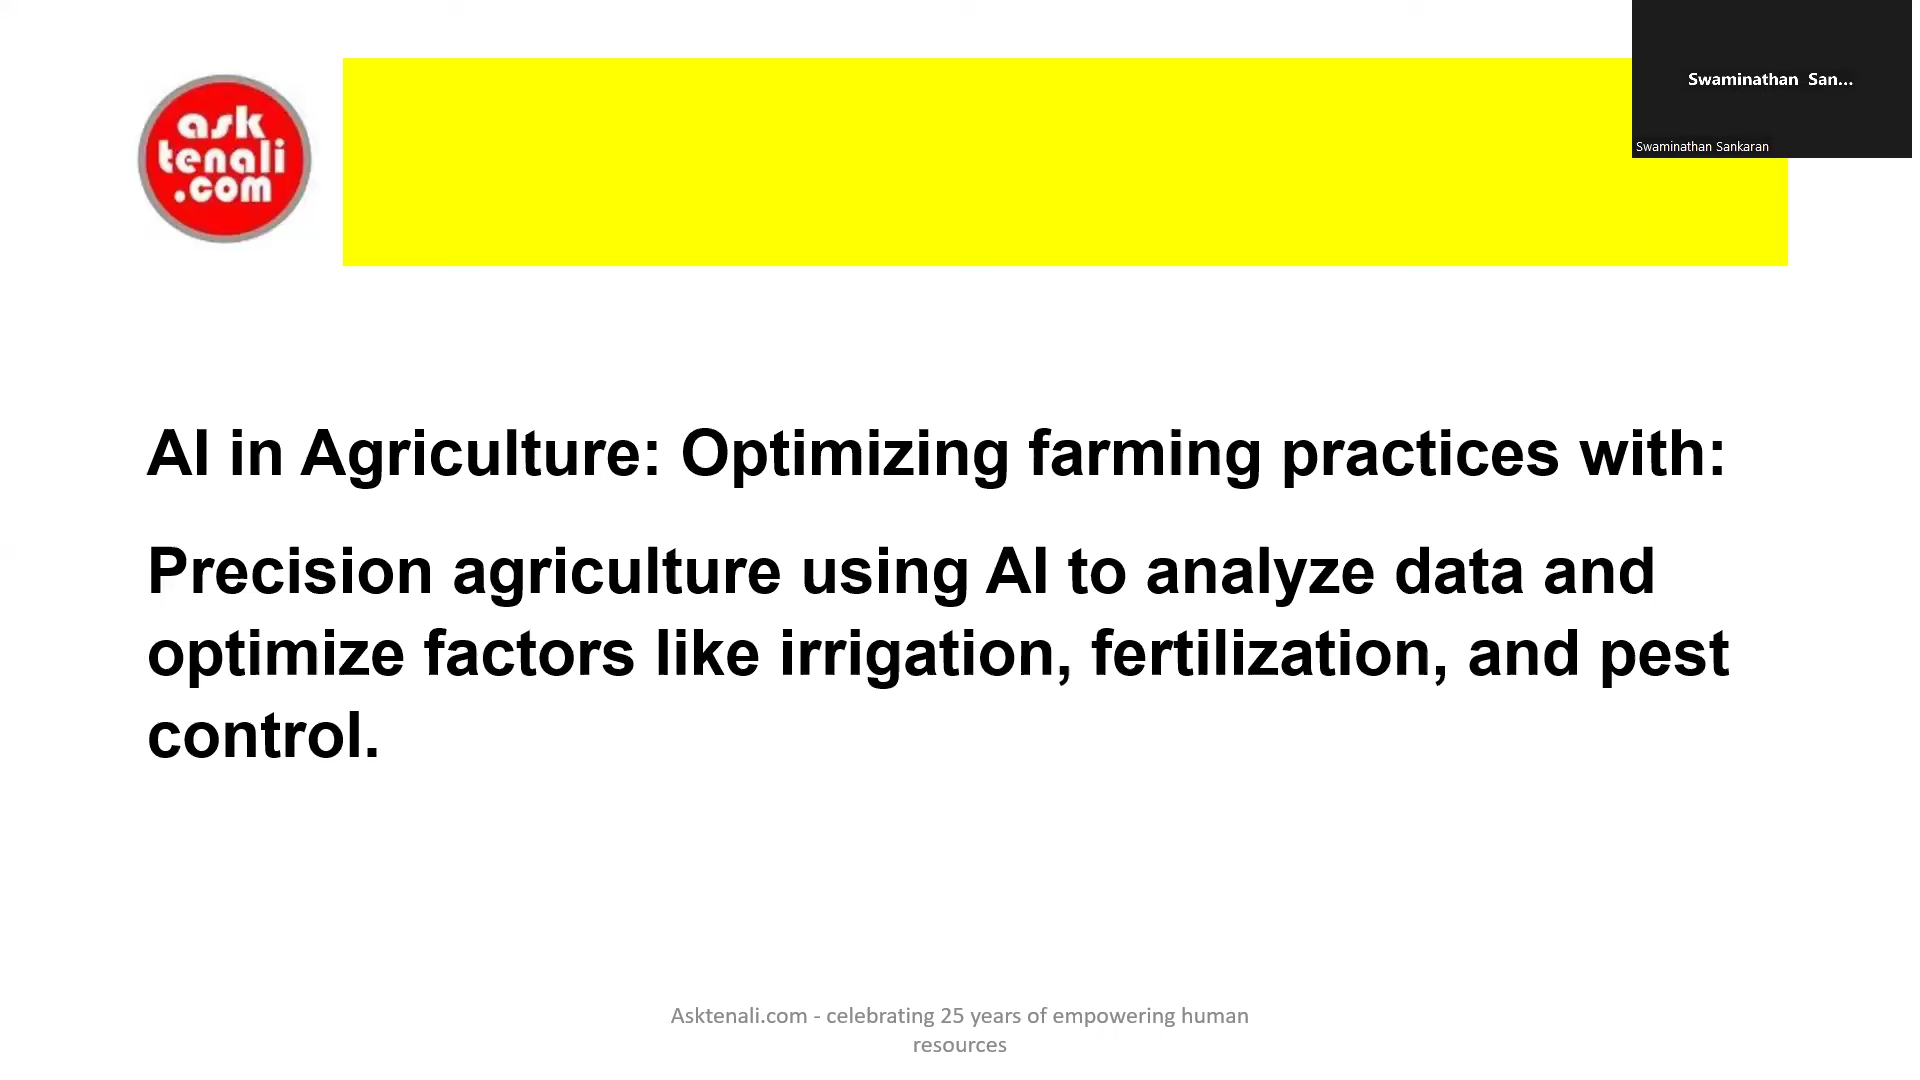 ask
tenali
.com
Swaminathan San...
Swaminathan Sankaran
AI in Agriculture: Optimizing farming practices with:
Precision agriculture using AI to analyze data and
optimize factors like irrigation, fertilization, and pest
control.
Asktenali.com - celebrating 25 years of empowering human
resources